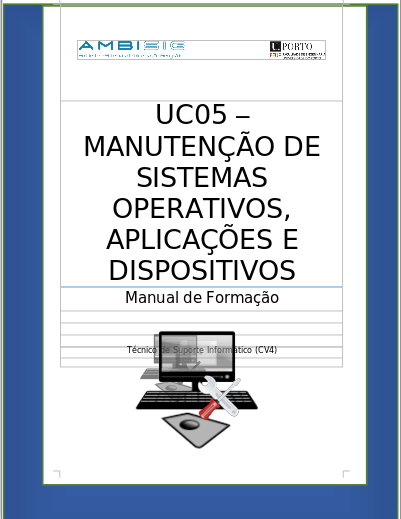 AMBISIG
U.PORTO
UC05 –
MANUTENÇÃO DE
SISTEMAS
OPERATIVOS,
APLICAÇÕES E
DISPOSITIVOS
Manual de Formação
Técnico de Suporte Informático (CV4)